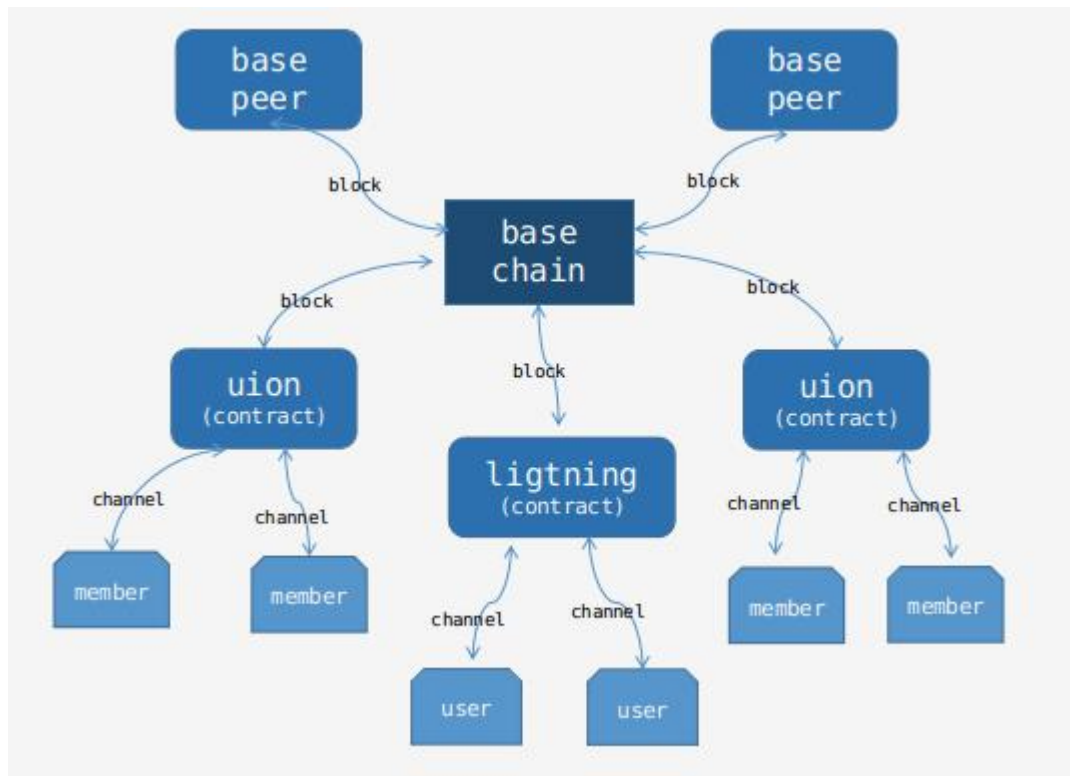 base
peer
base
peer
block
block
base
chain
block
block
block
uion
(contract)
uion
(contract)
ligtning
(contract)
channel
channel
channel
channel
member
member
member
member
channel
channel
user
user